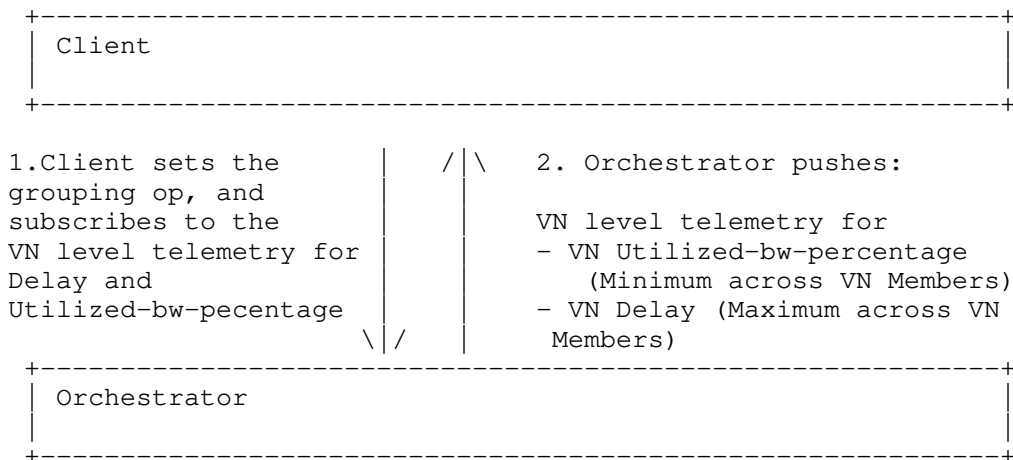 Client
1.Client sets the
grouping op, and
subscribes to the
VN level telemetry for
Delay and
Utilized-bw-pecentage
2. Orchestrator pushes:
VN level telemetry for
- VN Utilized-bw-percentage
(Minimum across VN Members)
- VN Delay (Maximum across VN
Members)
Orchestrator